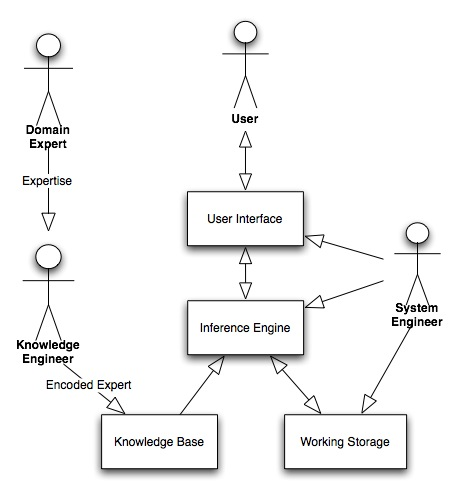 User
Domain
Expert
Expertise
User Interface
System
Engineer
Inference Engine
Knowledge
Engineer
Encoded Expert
Knowledge Base
Working Storage